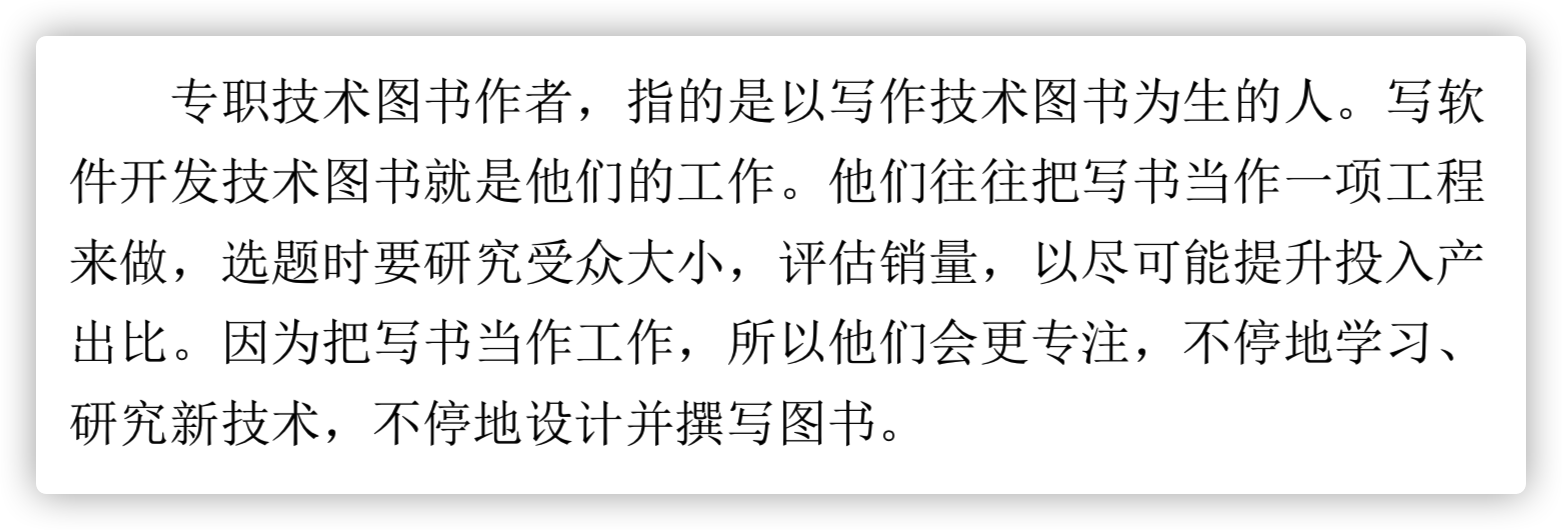 专职技术图书作者，指的是以写作技术图书为生的人。写软
件开发技术图书就是他们的工作。他们往往把写书当作一项工程
来做，选题时要研究受众大小，评估销量，以尽可能提升投入产
出比。因为把写书当作工作，所以他们会更专注，不停地学习、
研究新技术，不停地设计并撰写图书。